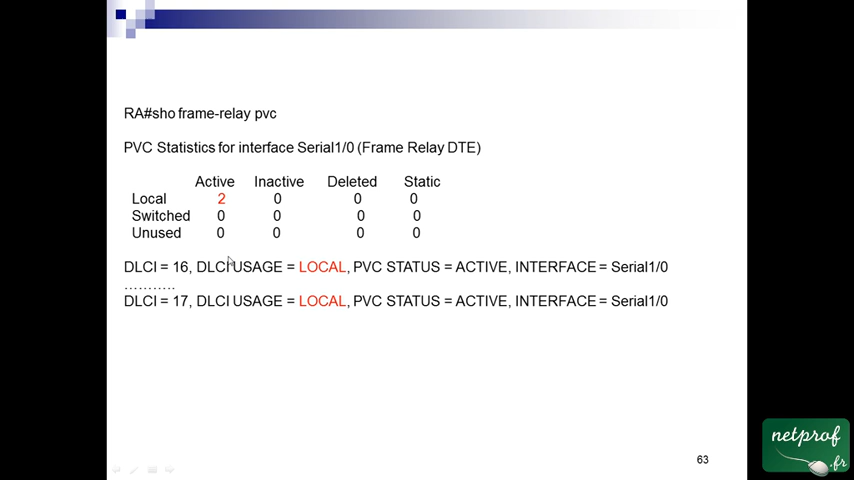 RA#sho frame-relay pvc
PVC Statistics for interface Serial1/0 (Frame Relay DTE)
Active Inactive Deleted Static
Local 2 0 0 0
Switched 0 0 0 0
Unused 0 0 0 0
DLCI = 16, DLCI USAGE = LOCAL, PVC STATUS = ACTIVE, INTERFACE = Serial1/0
...........
DLCI = 17, DLCI USAGE = LOCAL, PVC STATUS = ACTIVE, INTERFACE = Serial1/0
63
netprof
.fr